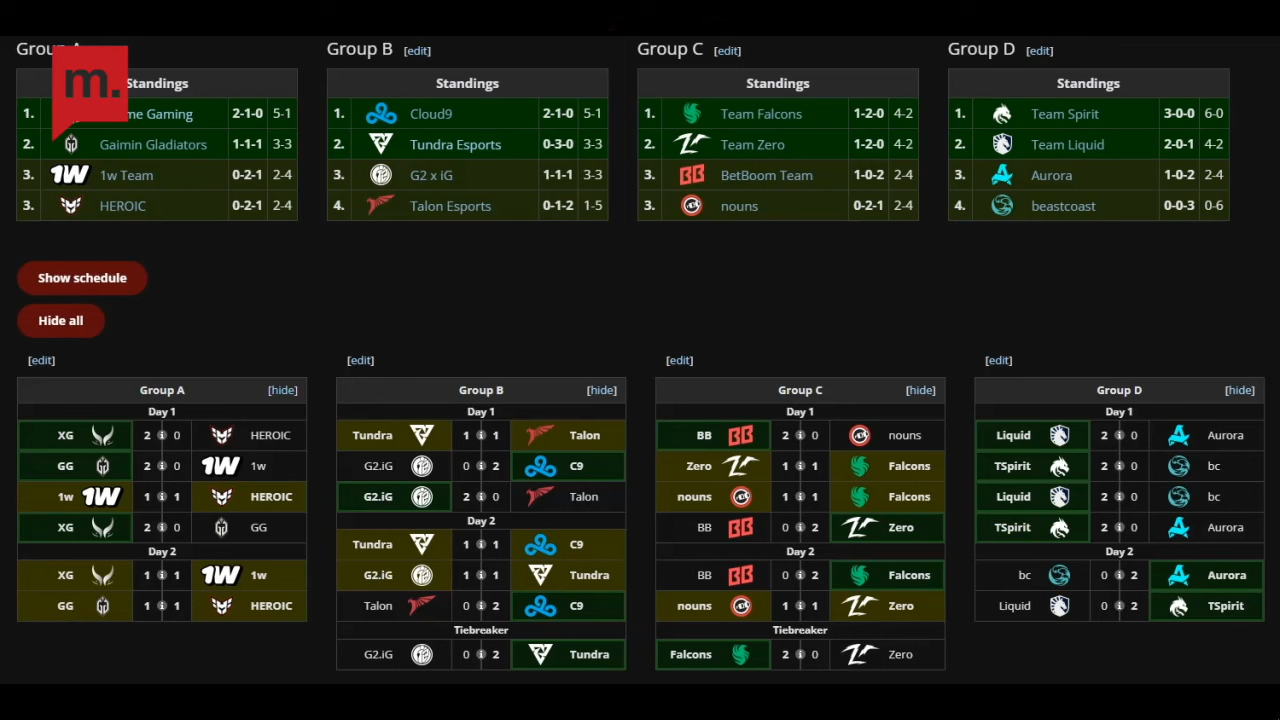 Group A
Group B [edit]
Group C [edit]
Group D [edit]
m.
Standings
1. me Gaming 2-1-0 5-1
2. Gaimin Gladiators 1-1-1 3-3
3. 1W 1w Team 0-2-1 2-4
3. HEROIC 0-2-1 2-4
Standings
1. Cloud9 2-1-0 5-1
2. Tundra Esports 0-3-0 3-3
3. G2 x iG 1-1-1 3-3
4. Talon Esports 0-1-2 1-5
Standings
1. Team Falcons 1-2-0 4-2
2. Team Zero 1-2-0 4-2
3. BB BetBoom Team 1-0-2 2-4
3. nouns 0-2-1 2-4
Standings
1. Team Spirit 3-0-0 6-0
2. Team Liquid 2-0-1 4-2
3. Aurora 1-0-2 2-4
4. beastcoast 0-0-3 0-6
Show schedule
Hide all
[edit]
Group A [hide]
Day 1
XG 2 0 HEROIC
GG 2 0 1W 1w
1w 1W 1 1 HEROIC
XG 2 0 GG
Day 2
XG 1 1 1W 1w
GG 1 1 HEROIC
[edit]
Group B [hide]
Day 1
Tundra 1 1 Talon
G2.iG 0 2 C9
G2.iG 2 0 Talon
Day 2
Tundra 1 1 C9
G2.iG 1 1 Tundra
Talon 0 2 C9
Tiebreaker
G2.iG 0 2 Tundra
[edit]
Group C [hide]
Day 1
BB BB 2 0 nouns
Zero 1 1 Falcons
nouns 1 1 Falcons
BB BB 0 2 Zero
Day 2
BB BB 0 2 Falcons
nouns 1 1 Zero
Tiebreaker
Falcons 2 0 Zero
[edit]
Group D [hide]
Day 1
Liquid 2 0 Aurora
TSpirit 2 0 bc
Liquid 2 0 bc
TSpirit 2 0 Aurora
Day 2
bc 0 2 Aurora
Liquid 0 2 TSpirit